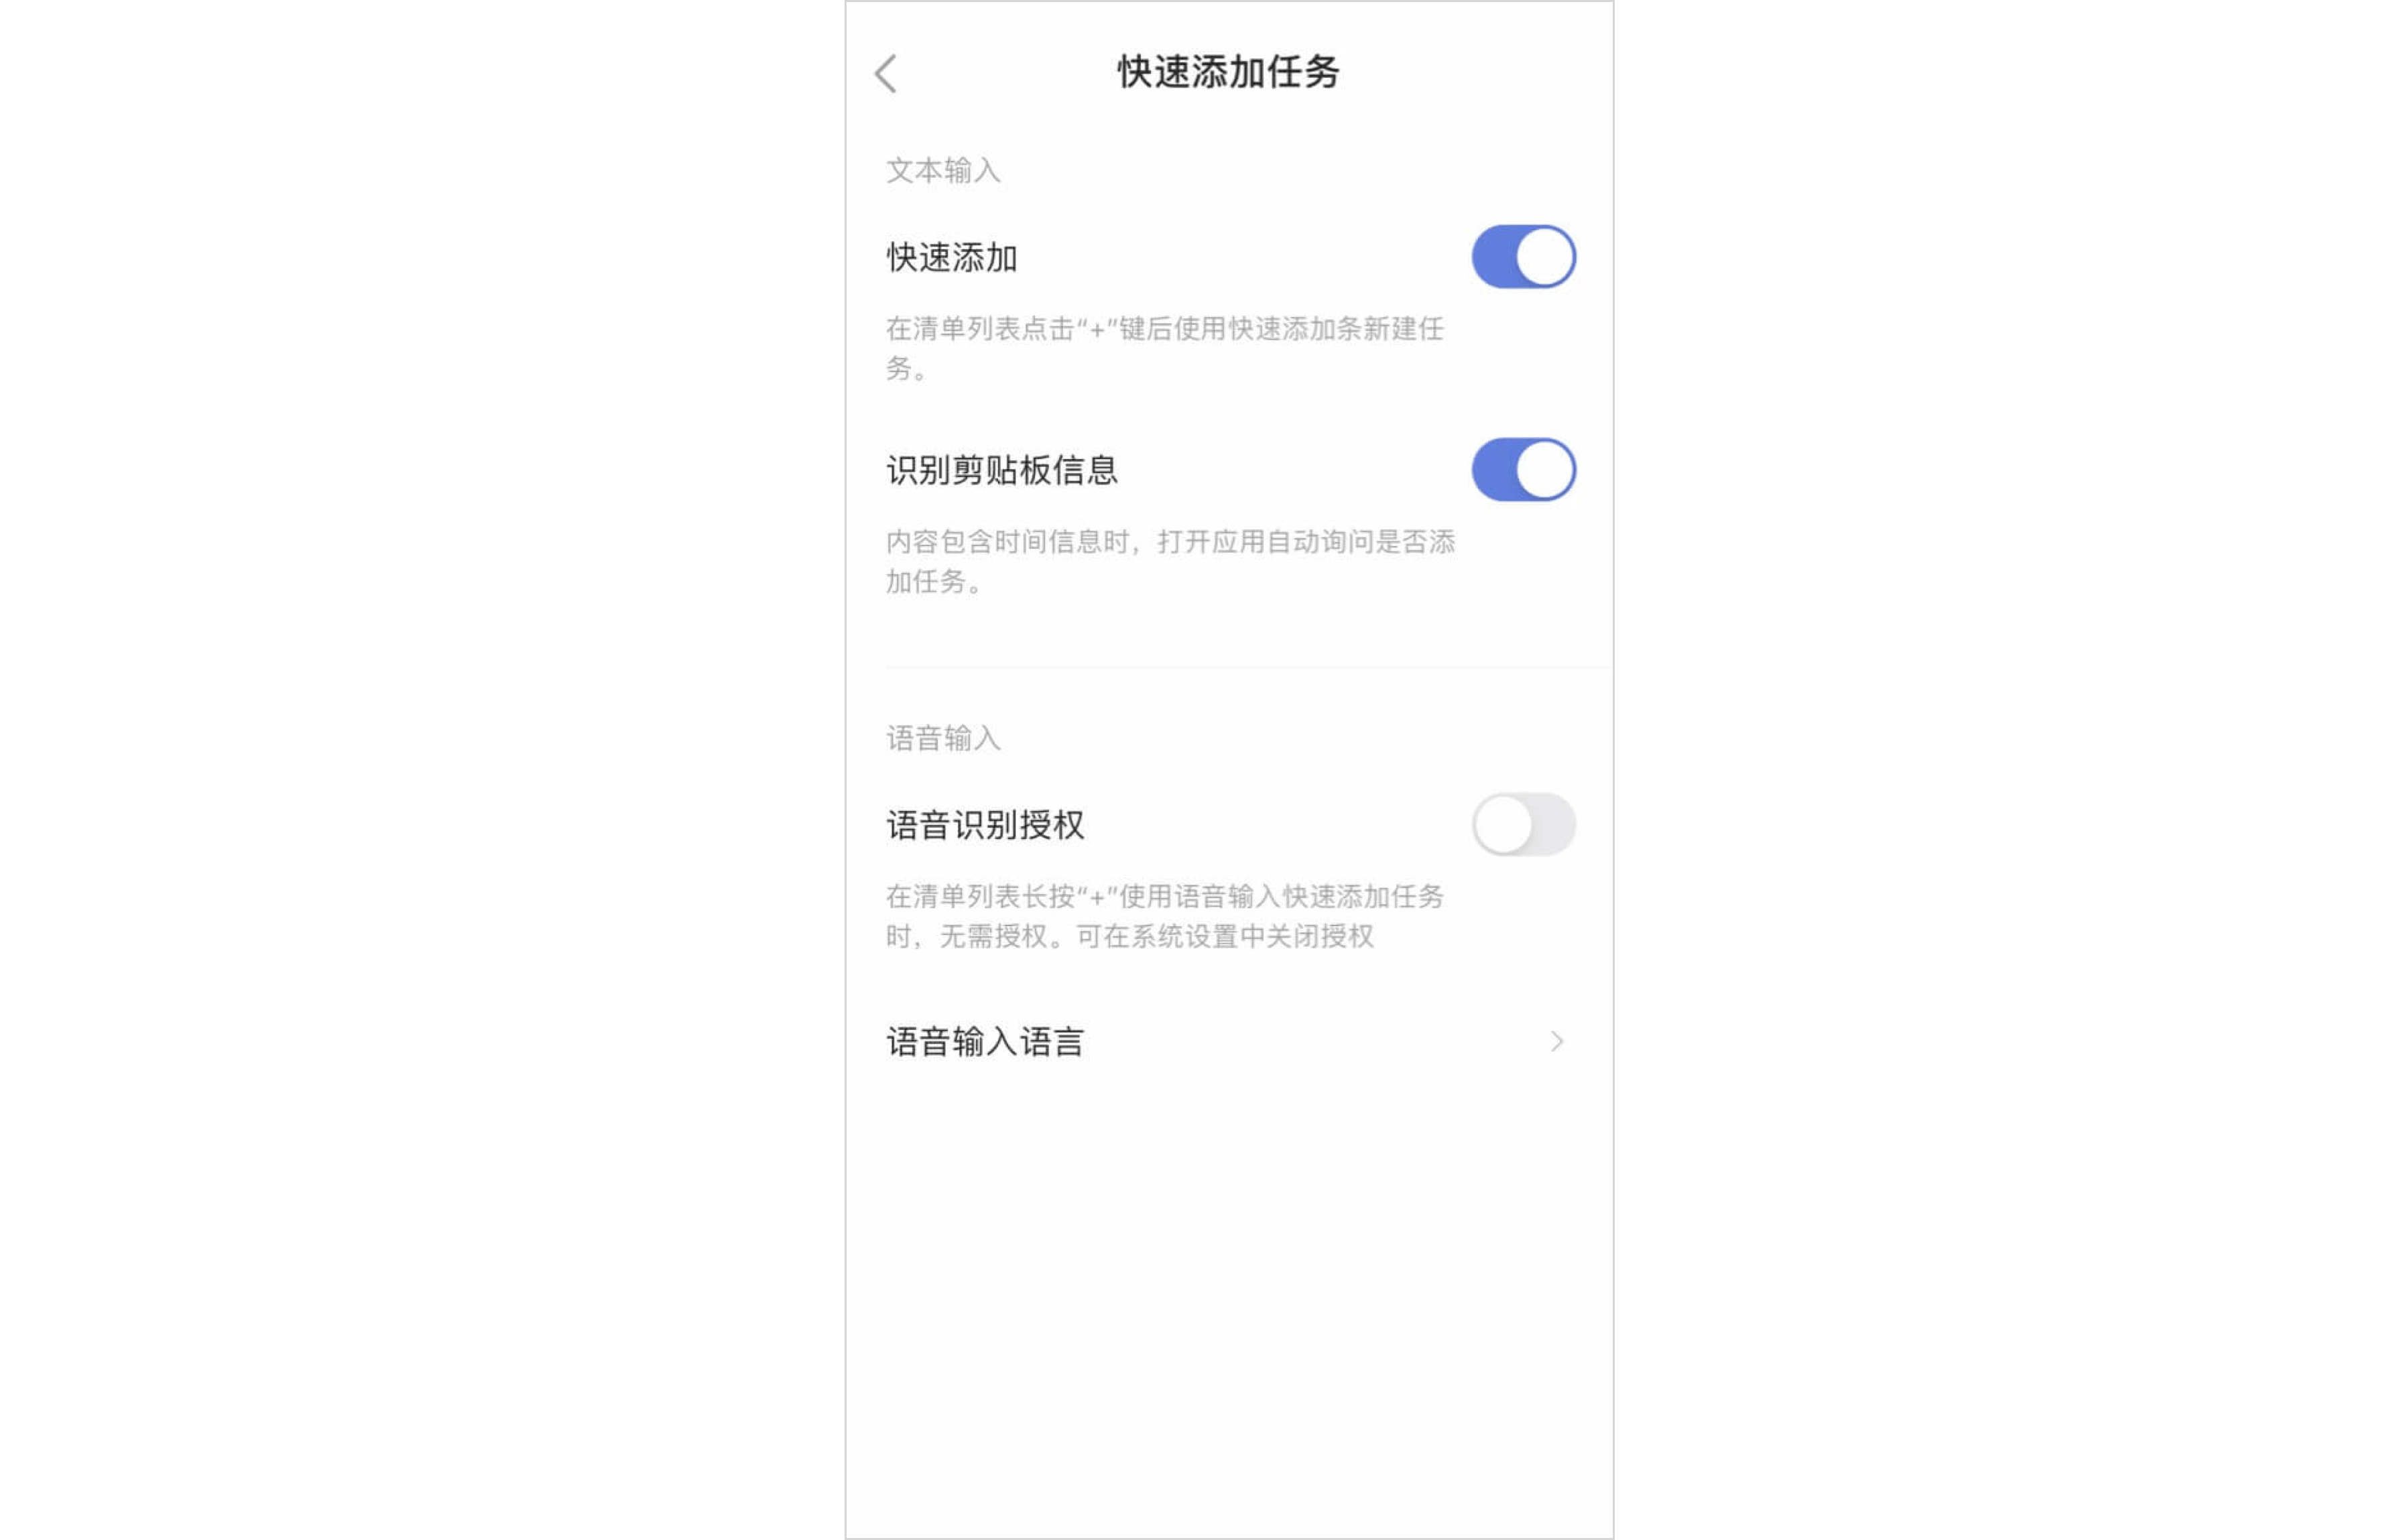 快速添加任务
文本输入
快速添加
在清单列表点击“+”键后使用快速添加条新建任
务。
识别剪贴板信息
内容包含时间信息时，打开应用自动询问是否添
加任务。
语音输入
语音识别授权
在清单列表长按“+”使用语音输入快速添加任务
时，无需授权。可在系统设置中关闭授权
语音输入语言